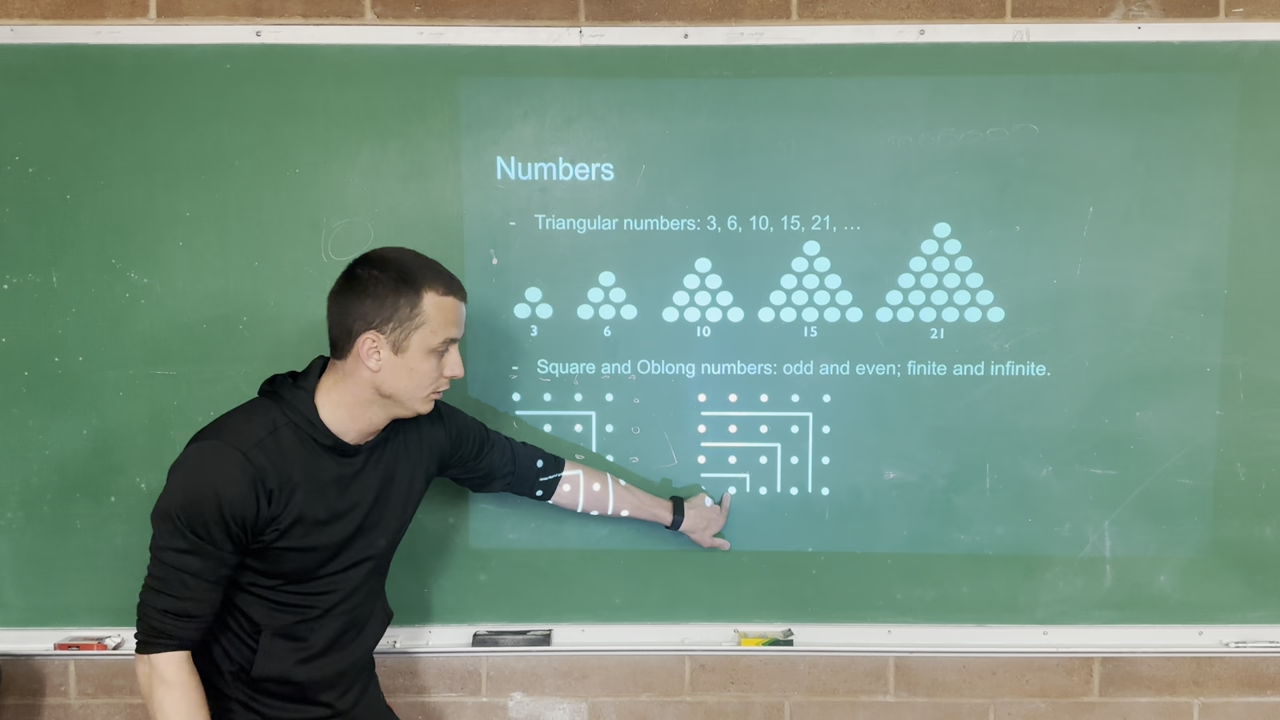 Numbers
- Triangular numbers: 3, 6, 10, 15, 21, ...
3 6 10 15 21
- Square and Oblong numbers: odd and even; finite and infinite.